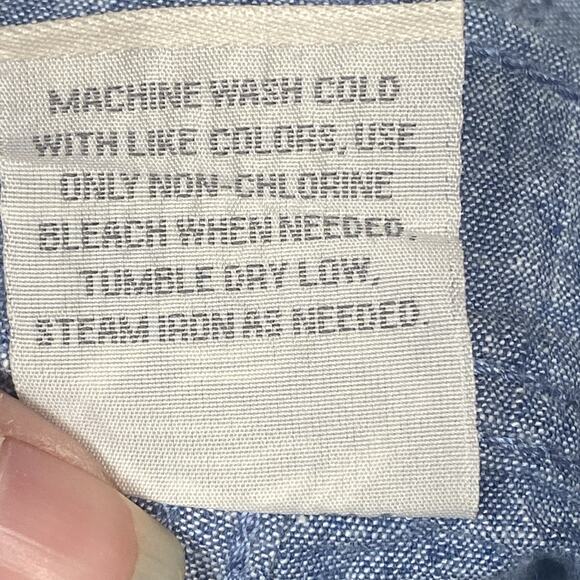 MACHINE WASH COLD
WITH LIKE COLORS, USE
ONLY NON-CHLORINE
BLEACH WHEN NEEDED.
TUMBLE DRY LOW,
STEAM IRON AS NEEDED.